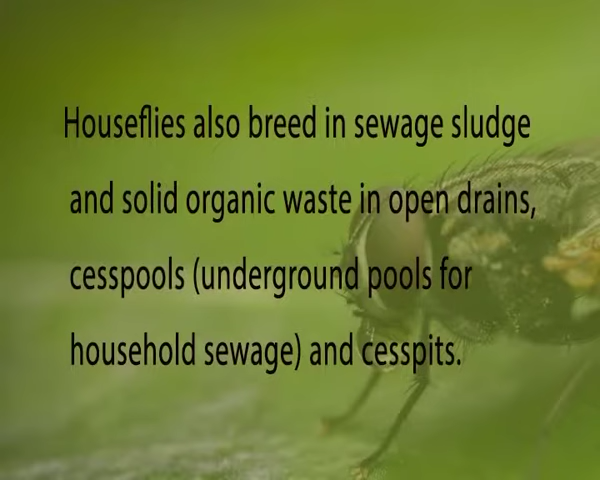 Houseflies also breed in sewage sludge
and solid organic waste in open drains,
cesspools (underground pools for
household sewage) and cesspits.